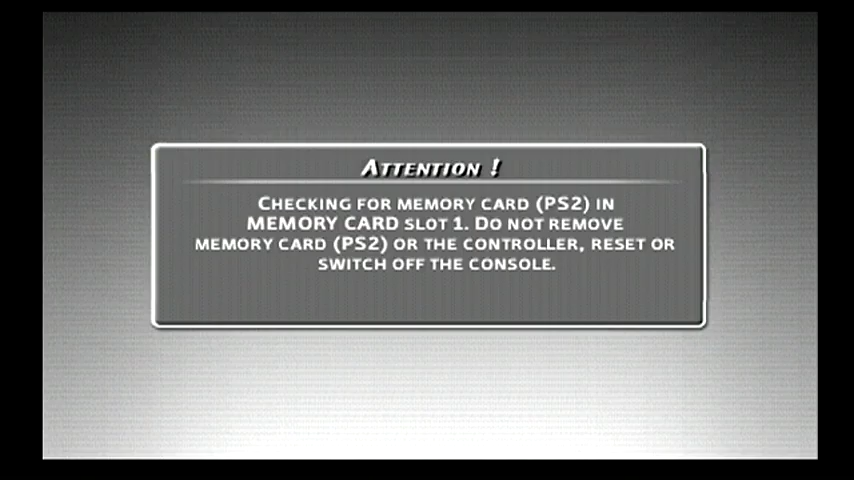 Attention !
Checking for memory card (PS2) in
MEMORY CARD slot 1. Do not remove
memory card (PS2) or the controller, reset or
switch off the console.